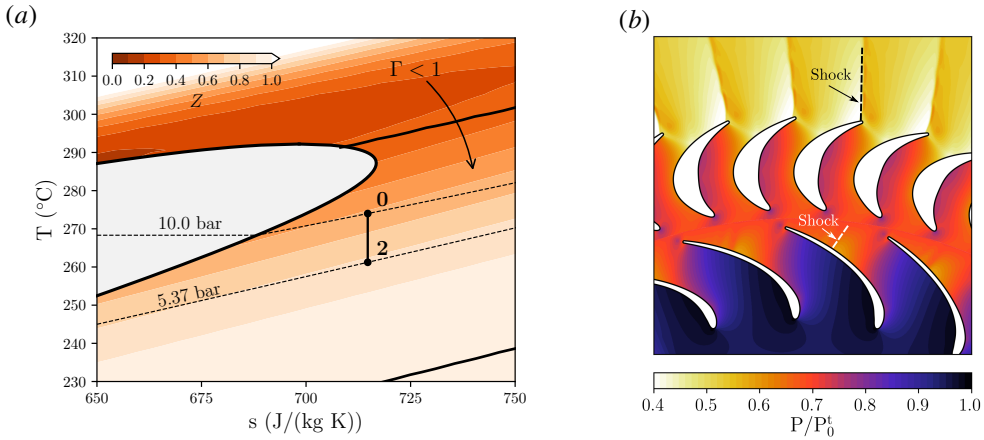 (a)
320
310
300
290
280
270
260
250
240
230
T (°C)
0.0 0.2 0.4 0.6 0.8 1.0
Z
Γ < 1
0
10.0 bar
2
5.37 bar
650 675 700 725 750
s (J/(kg K))
(b)
Shock
Shock
0.4 0.5 0.6 0.7 0.8 0.9 1.0
P/P₀ᵗ